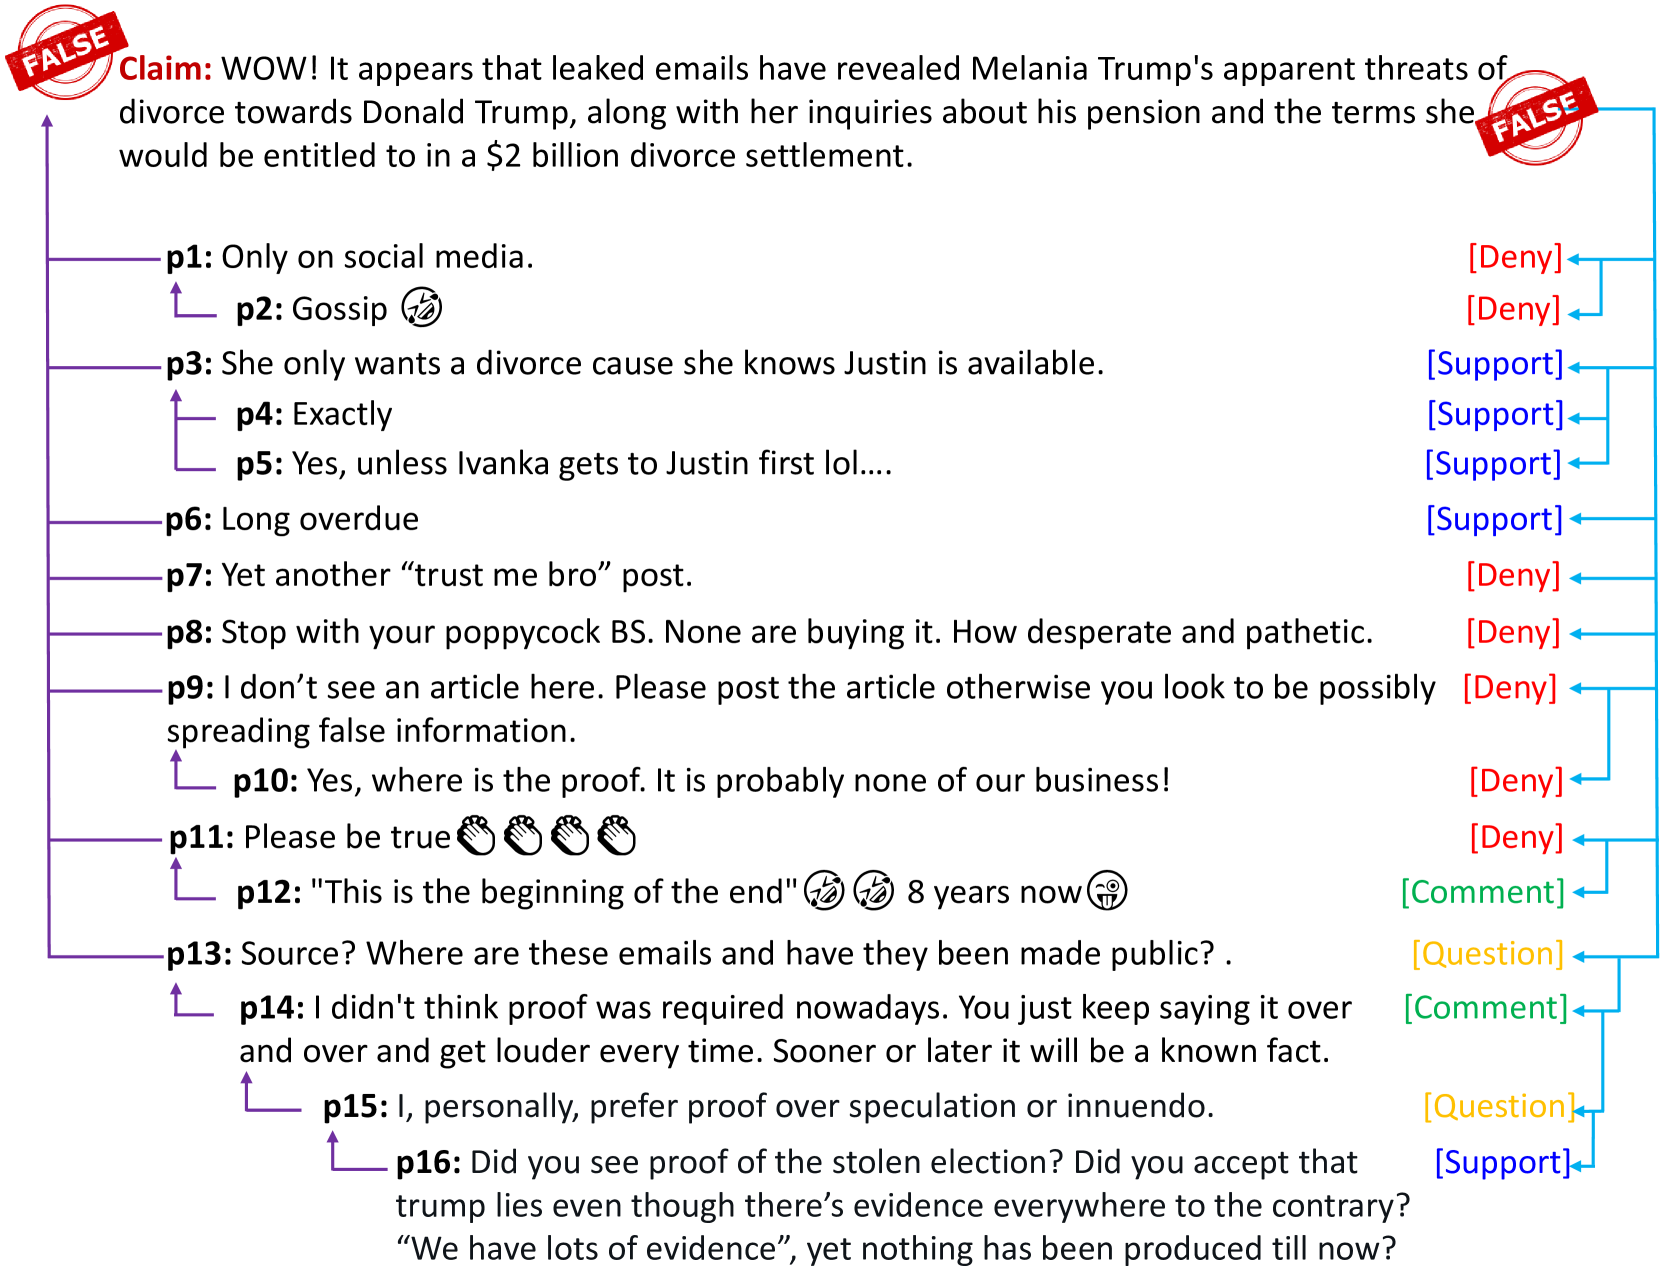 FALSE
Claim: WOW! It appears that leaked emails have revealed Melania Trump's apparent threats of
divorce towards Donald Trump, along with her inquiries about his pension and the terms she
would be entitled to in a $2 billion divorce settlement.
FALSE
p1: Only on social media. [Deny]
p2: Gossip 🤣 [Deny]
p3: She only wants a divorce cause she knows Justin is available. [Support]
p4: Exactly [Support]
p5: Yes, unless Ivanka gets to Justin first lol…. [Support]
p6: Long overdue [Support]
p7: Yet another “trust me bro” post. [Deny]
p8: Stop with your poppycock BS. None are buying it. How desperate and pathetic. [Deny]
p9: I don’t see an article here. Please post the article otherwise you look to be possibly [Deny]
spreading false information.
p10: Yes, where is the proof. It is probably none of our business! [Deny]
p11: Please be true👏👏👏👏 [Deny]
p12: "This is the beginning of the end"🤣🤣 8 years now🤪 [Comment]
p13: Source? Where are these emails and have they been made public? . [Question]
p14: I didn't think proof was required nowadays. You just keep saying it over [Comment]
and over and get louder every time. Sooner or later it will be a known fact.
p15: I, personally, prefer proof over speculation or innuendo. [Question]
p16: Did you see proof of the stolen election? Did you accept that [Support]
trump lies even though there’s evidence everywhere to the contrary?
“We have lots of evidence”, yet nothing has been produced till now?